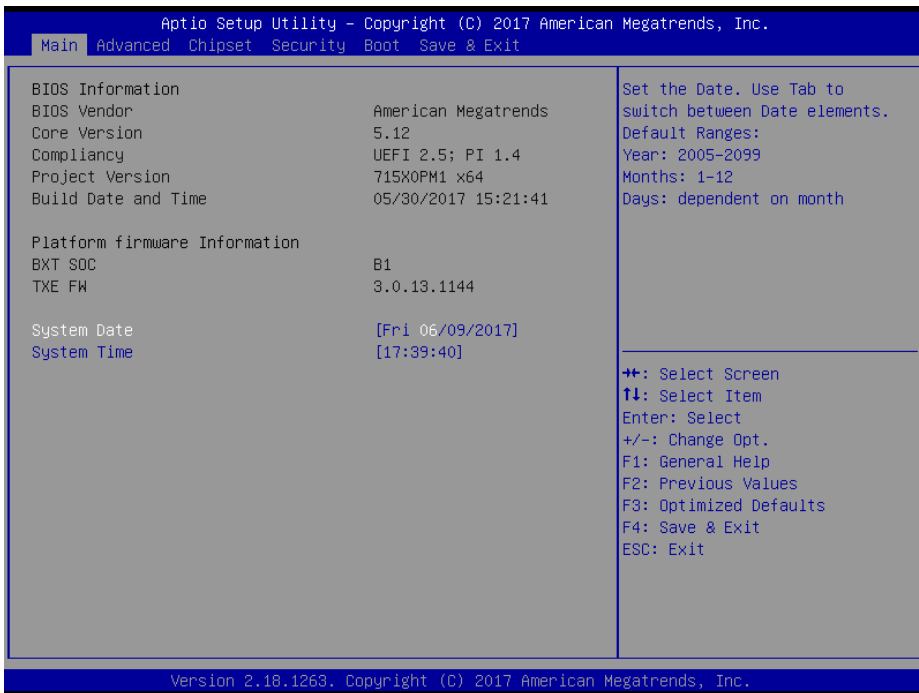 Aptio Setup Utility – Copyright (C) 2017 American Megatrends, Inc.
Main Advanced Chipset Security Boot Save & Exit
BIOS Information
BIOS Vendor American Megatrends
Core Version 5.12
Compliancy UEFI 2.5; PI 1.4
Project Version 715X0PM1 x64
Build Date and Time 05/30/2017 15:21:41
Platform firmware Information
BXT SOC B1
TXE FW 3.0.13.1144
System Date [Fri 06/09/2017]
System Time [17:39:40]
Set the Date. Use Tab to
switch between Date elements.
Default Ranges:
Year: 2005-2099
Months: 1-12
Days: dependent on month
→←: Select Screen
↑↓: Select Item
Enter: Select
+/-: Change Opt.
F1: General Help
F2: Previous Values
F3: Optimized Defaults
F4: Save & Exit
ESC: Exit
Version 2.18.1263. Copyright (C) 2017 American Megatrends, Inc.